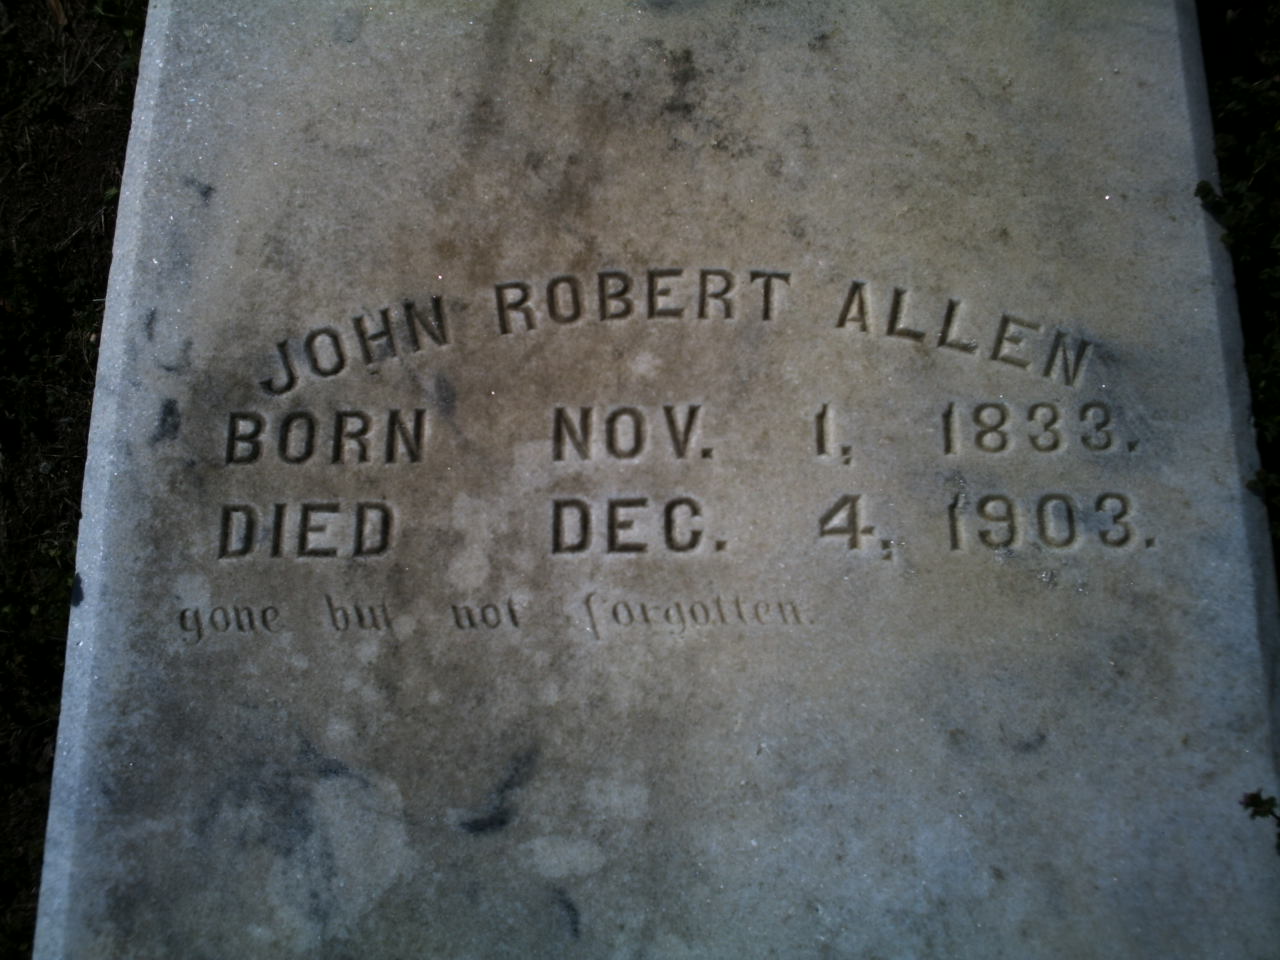 JOHN ROBERT ALLEN
BORN NOV. 1, 1833.
DIED DEC. 4, 1903.
gone but not forgotten.